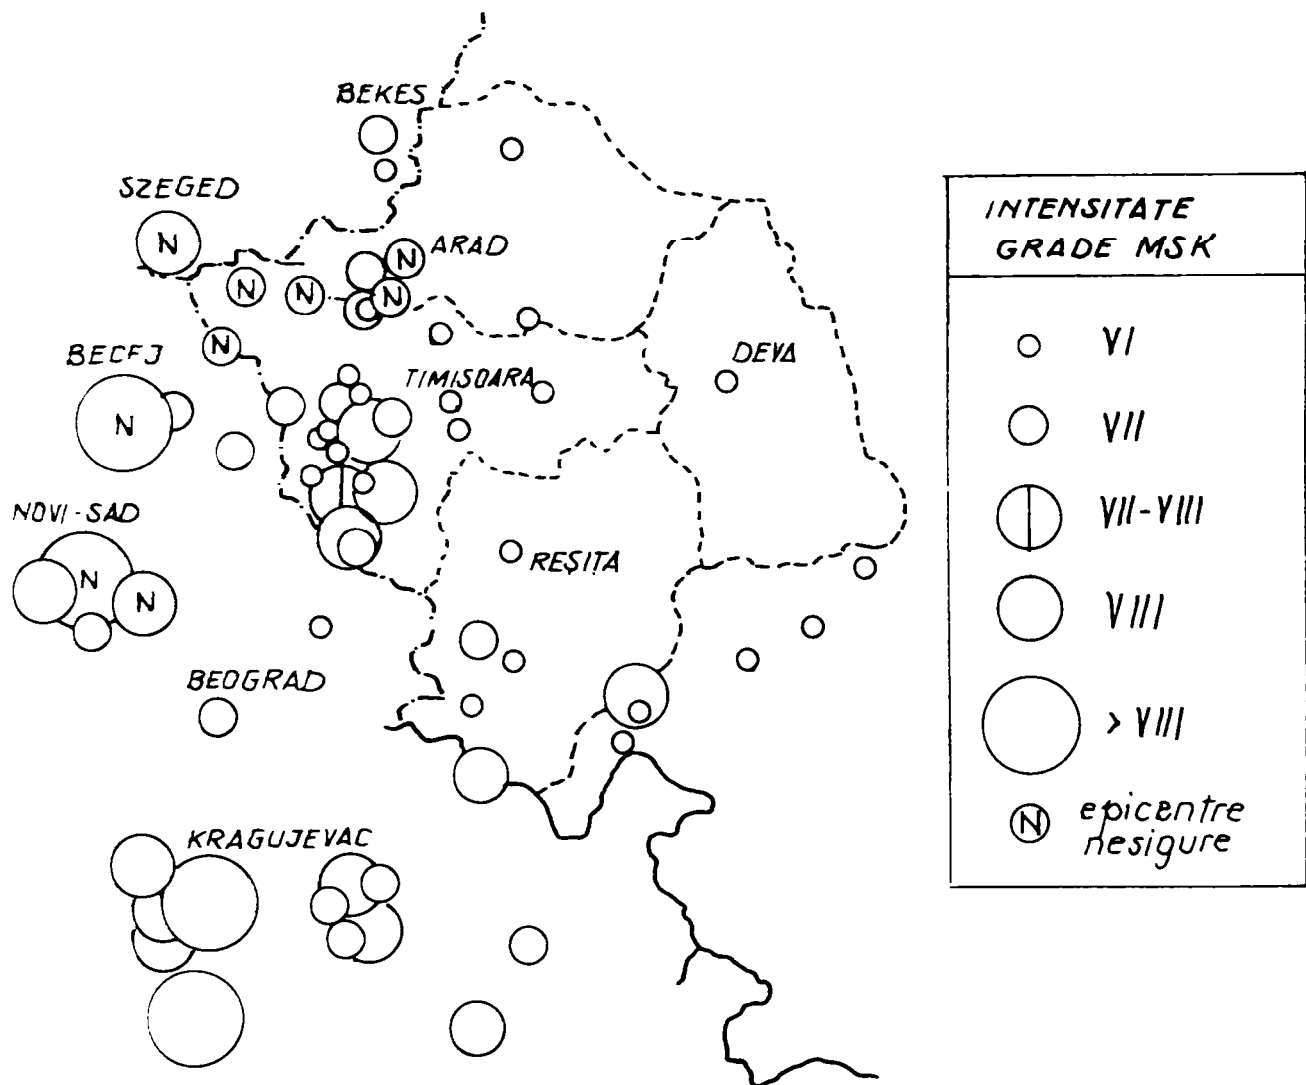 BEKES
SZEGED
N
ARAD
N
N
N
N
N
BECEJ
N
TIMISOARA
DEVA
NOVI-SAD
N
N
REȘIȚA
BEOGRAD
KRAGUJEVAC
INTENSITATE
GRADE MSK
VI
VII
VII-VIII
VIII
> VIII
N epicentre
nesigure